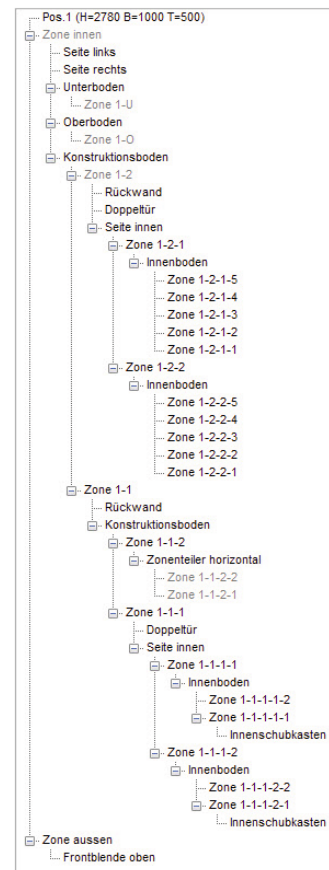 Pos.1 (H=2780 B=1000 T=500)
Zone innen
Seite links
Seite rechts
Unterboden
Zone 1-U
Oberboden
Zone 1-O
Konstruktionsboden
Zone 1-2
Rückwand
Doppeltür
Seite innen
Zone 1-2-1
Innenboden
Zone 1-2-1-5
Zone 1-2-1-4
Zone 1-2-1-3
Zone 1-2-1-2
Zone 1-2-1-1
Zone 1-2-2
Innenboden
Zone 1-2-2-5
Zone 1-2-2-4
Zone 1-2-2-3
Zone 1-2-2-2
Zone 1-2-2-1
Zone 1-1
Rückwand
Konstruktionsboden
Zone 1-1-2
Zonenteiler horizontal
Zone 1-1-2-2
Zone 1-1-2-1
Zone 1-1-1
Doppeltür
Seite innen
Zone 1-1-1-1
Innenboden
Zone 1-1-1-1-2
Zone 1-1-1-1-1
Innenschubkasten
Zone 1-1-1-2
Innenboden
Zone 1-1-1-2-2
Zone 1-1-1-2-1
Innenschubkasten
Zone aussen
Frontblende oben